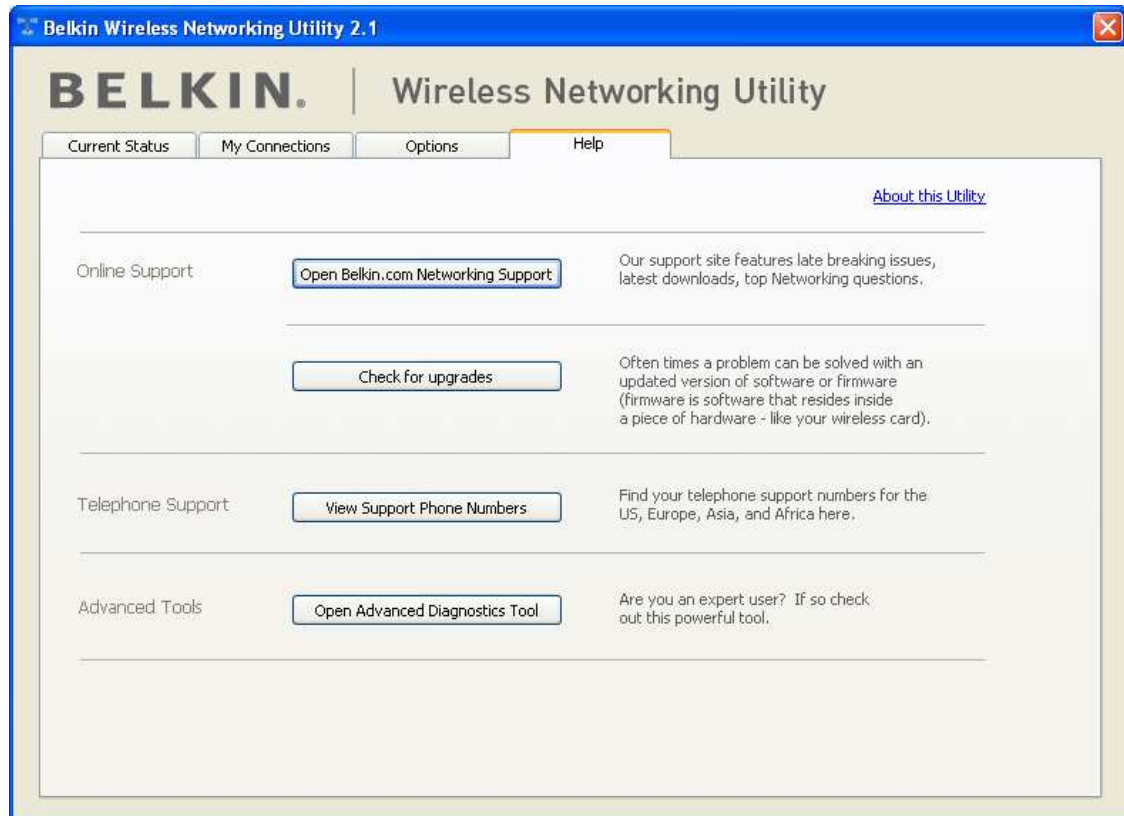 Belkin Wireless Networking Utility 2.1
BELKIN® Wireless Networking Utility
Current Status My Connections Options Help
About this Utility
Online Support
Open Belkin.com Networking Support
Our support site features late breaking issues,
latest downloads, top Networking questions.
Check for upgrades
Often times a problem can be solved with an
updated version of software or firmware
(firmware is software that resides inside
a piece of hardware - like your wireless card).
Telephone Support
View Support Phone Numbers
Find your telephone support numbers for the
US, Europe, Asia, and Africa here.
Advanced Tools
Open Advanced Diagnostics Tool
Are you an expert user? If so check
out this powerful tool.